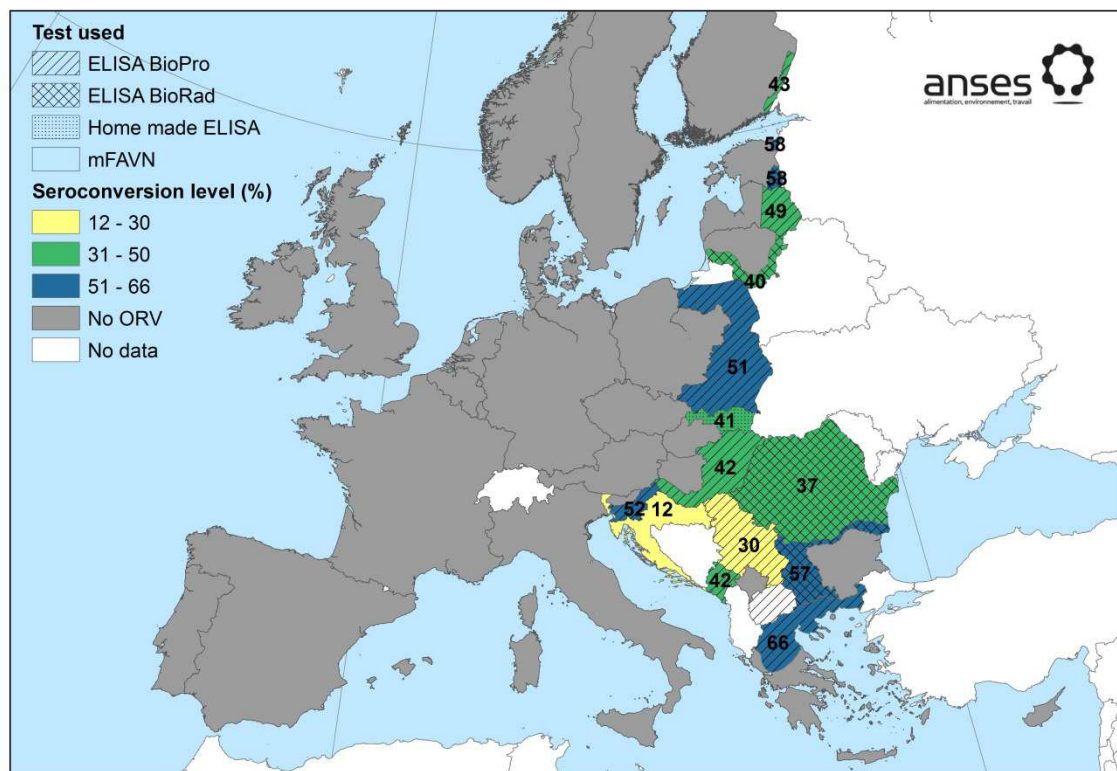 Test used
ELISA BioPro
ELISA BioRad
Home made ELISA
mFAVN
Seroconversion level (%)
12 - 30
31 - 50
51 - 66
No ORV
No data
anses
alimentation, environnement, travail
43
58
58
49
40
51
41
42
37
52
12
30
42
57
66